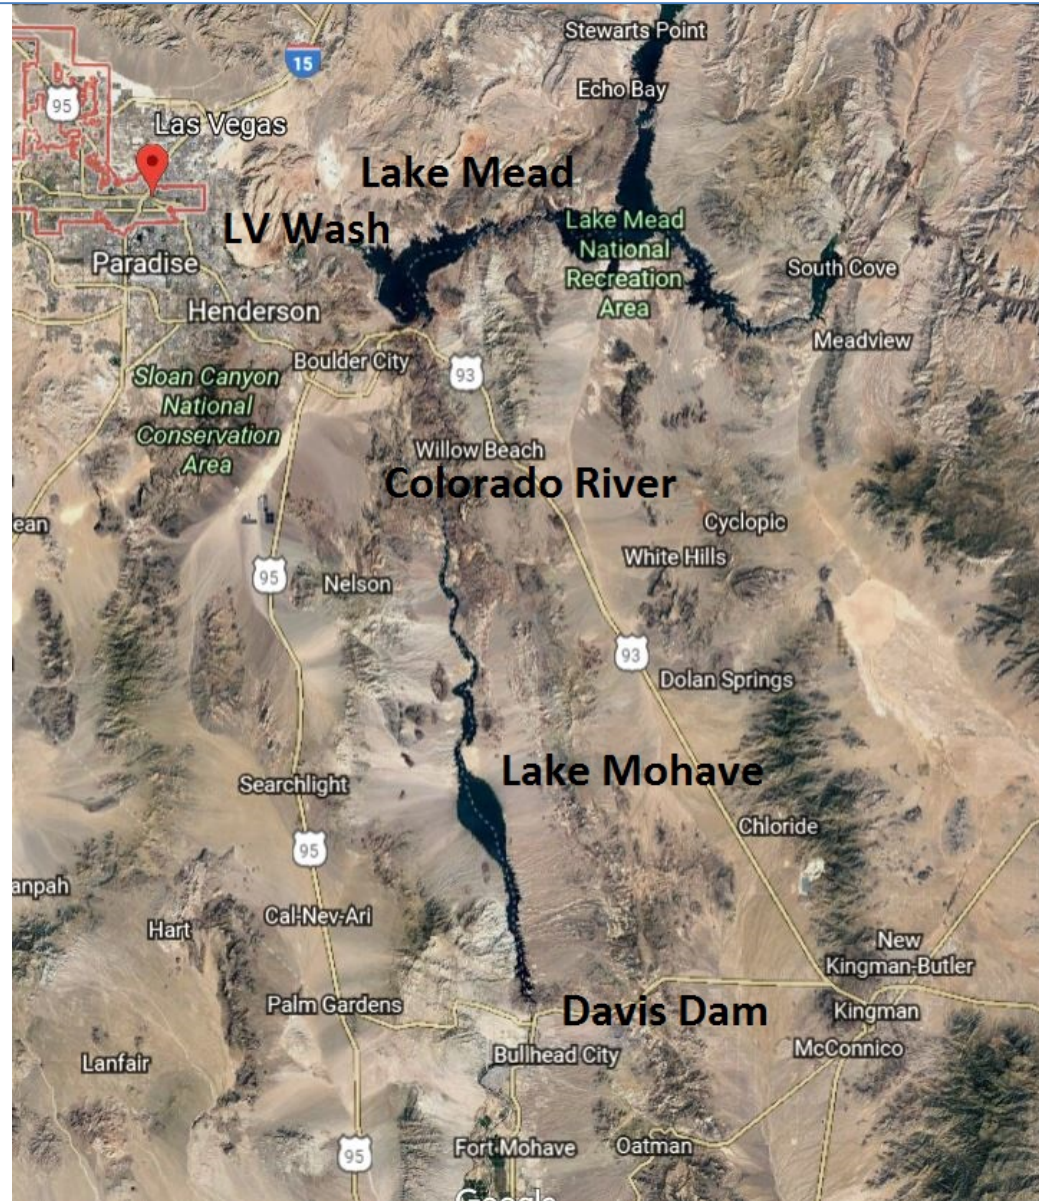 Stewarts Point
15
Echo Bay
95
Las Vegas
Lake Mead
LV Wash
Lake Mead
National
Recreation
Area
Paradise
South Cove
Henderson
Meadview
Boulder City
93
Sloan Canyon
National
Conservation
Area
Willow Beach
Colorado River
ean
Cyclopic
White Hills
95
Nelson
93
Dolan Springs
Lake Mohave
Searchlight
Chloride
95
anpah
Cal-Nev-Ari
Hart
New
Kingman-Butler
Palm Gardens
Davis Dam
Kingman
Bullhead City
McConnico
Lanfair
95
Fort Mohave
Oatman
Google